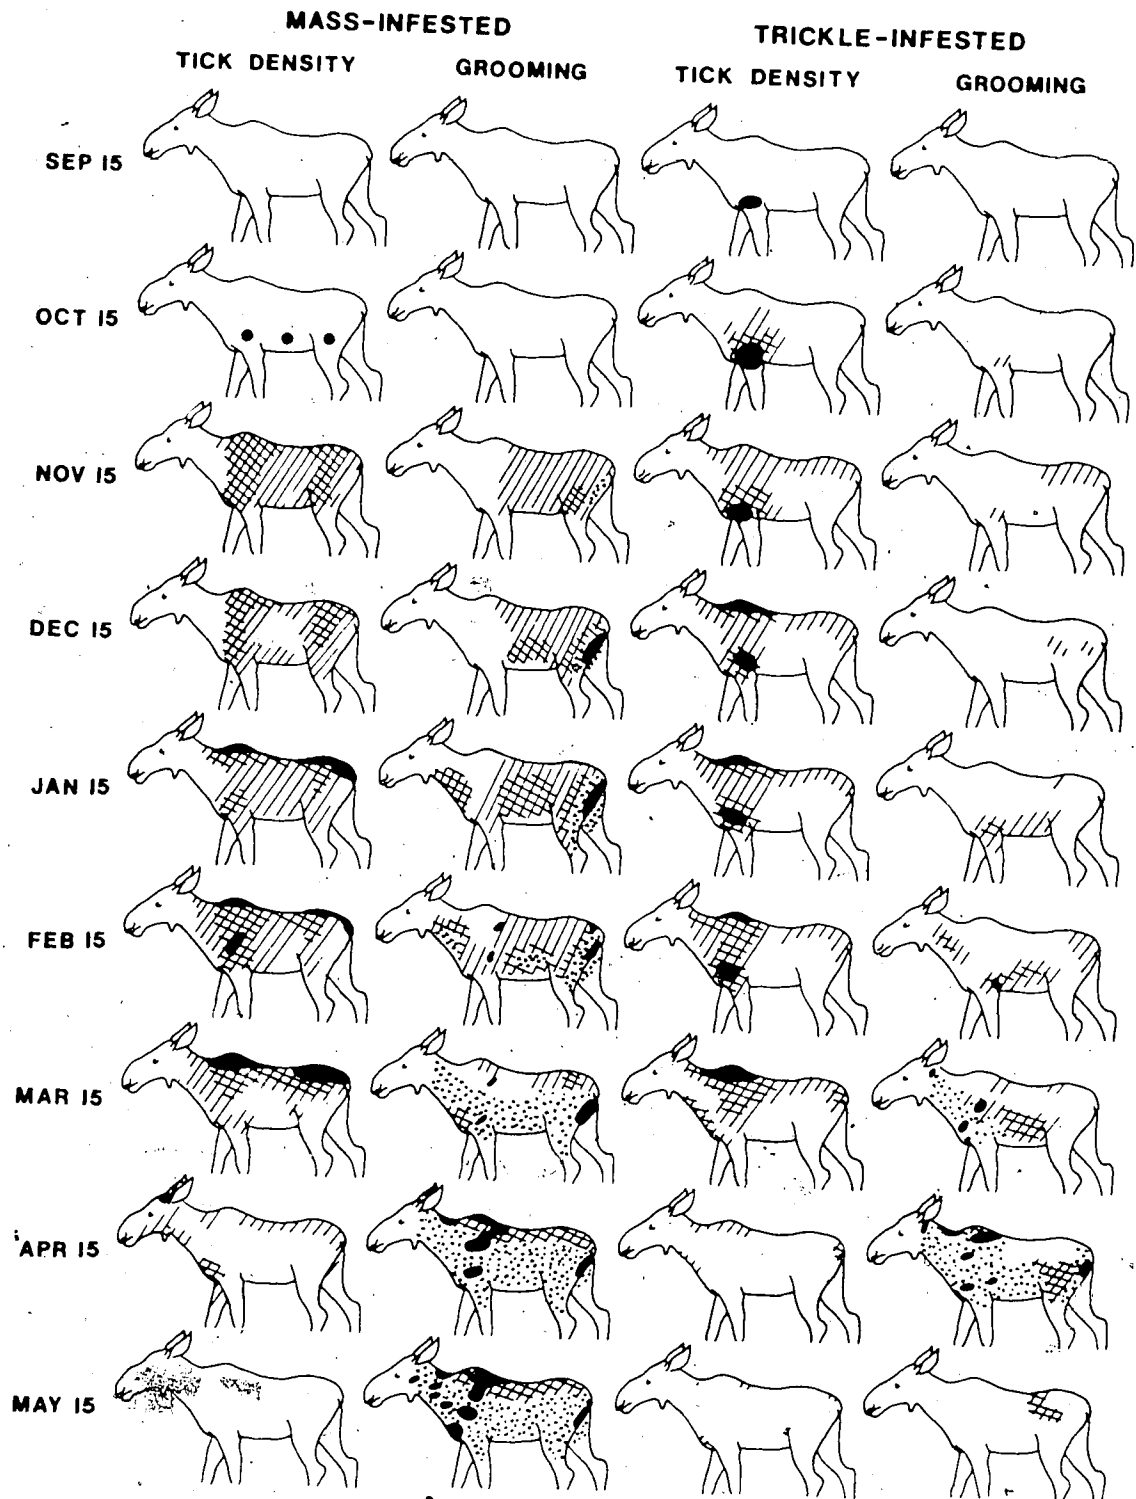 MASS-INFESTED
TRICKLE-INFESTED
TICK DENSITY GROOMING TICK DENSITY GROOMING
SEP 15
OCT 15
NOV 15
DEC 15
JAN 15
FEB 15
MAR 15
APR 15
MAY 15